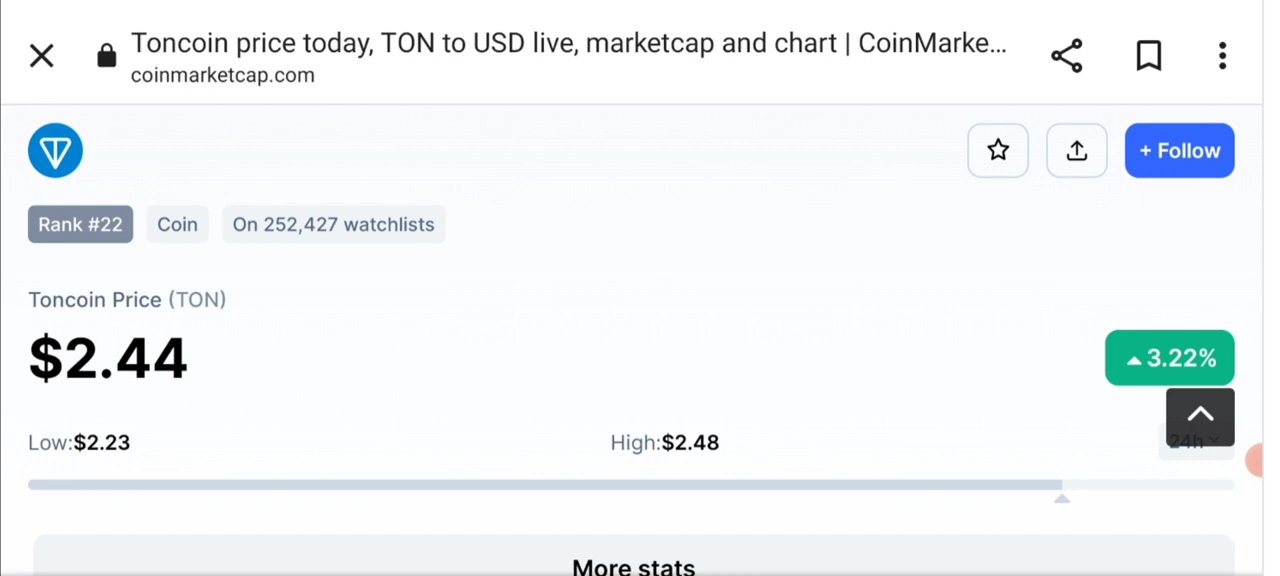 Toncoin price today, TON to USD live, marketcap and chart | CoinMarke...
coinmarketcap.com
+ Follow
Rank #22 Coin On 252,427 watchlists
Toncoin Price (TON)
$2.44
3.22%
Low:$2.23 High:$2.48 24h
More stats